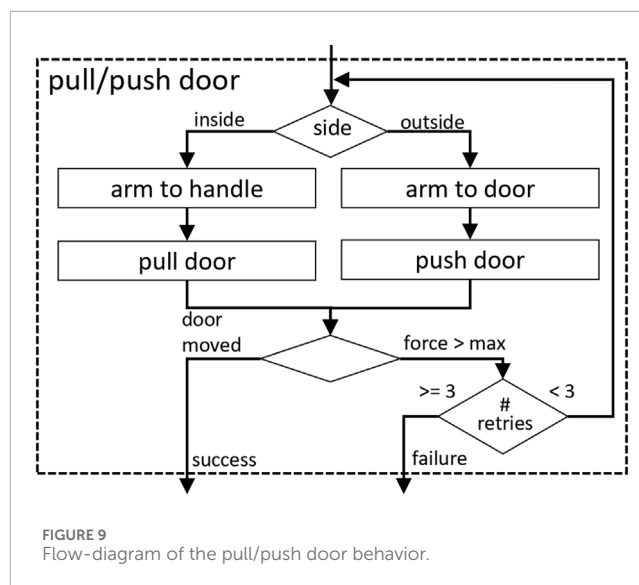 pull/push door
inside
side
outside
arm to handle
arm to door
pull door
push door
door
moved
force > max
>= 3
#
retries
< 3
success
failure
FIGURE 9
Flow-diagram of the pull/push door behavior.